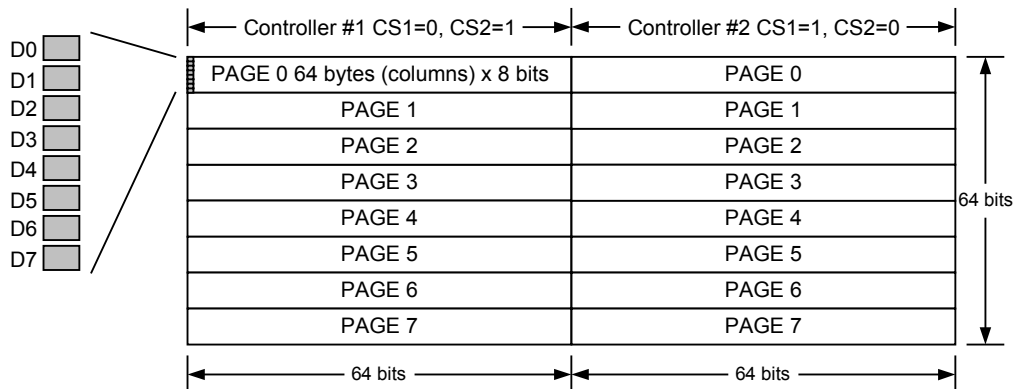 Controller #1 CS1=0, CS2=1
Controller #2 CS1=1, CS2=0
D0
D1
D2
D3
D4
D5
D6
D7
PAGE 0 64 bytes (columns) x 8 bits
PAGE 0
PAGE 1
PAGE 1
PAGE 2
PAGE 2
PAGE 3
PAGE 3
PAGE 4
PAGE 4
PAGE 5
PAGE 5
PAGE 6
PAGE 6
PAGE 7
PAGE 7
64 bits
64 bits
64 bits